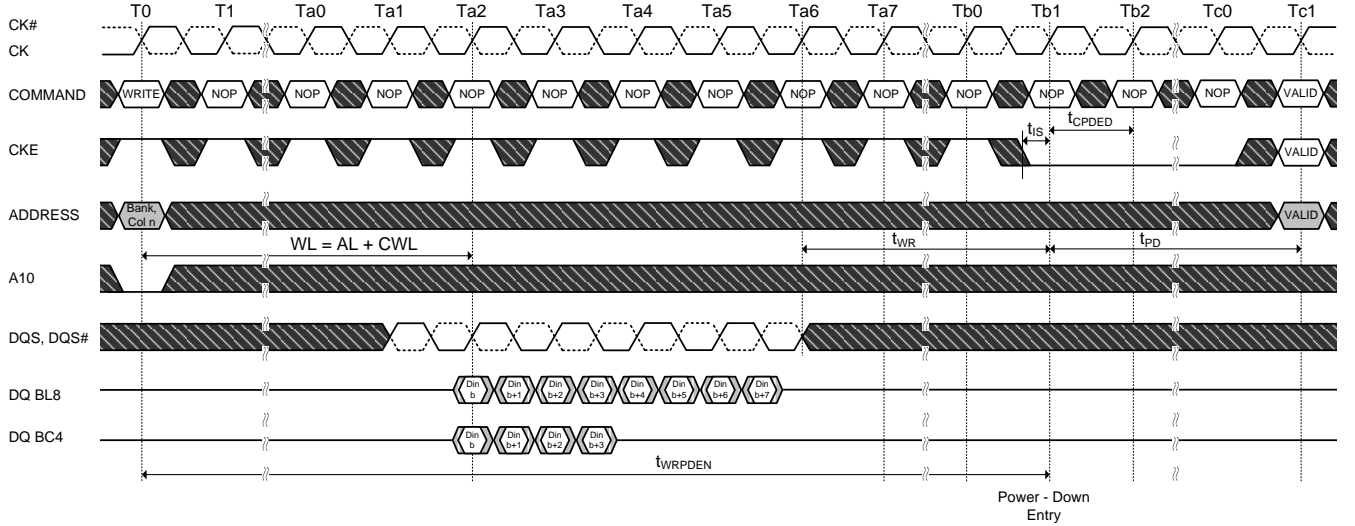 T0 T1 Ta0 Ta1 Ta2 Ta3 Ta4 Ta5 Ta6 Ta7 Tb0 Tb1 Tb2 Tc0 Tc1
CK#
CK
COMMAND WRITE NOP NOP NOP NOP NOP NOP NOP NOP NOP NOP NOP NOP NOP VALID
tIS tCPDED
CKE VALID
ADDRESS Bank, Col n VALID
WL = AL + CWL tWR tPD
A10
DQS, DQS#
DQ BL8 Din b Din b+1 Din b+2 Din b+3 Din b+4 Din b+5 Din b+6 Din b+7
DQ BC4 Din b Din b+1 Din b+2 Din b+3
tWRPDEN
Power - Down
Entry